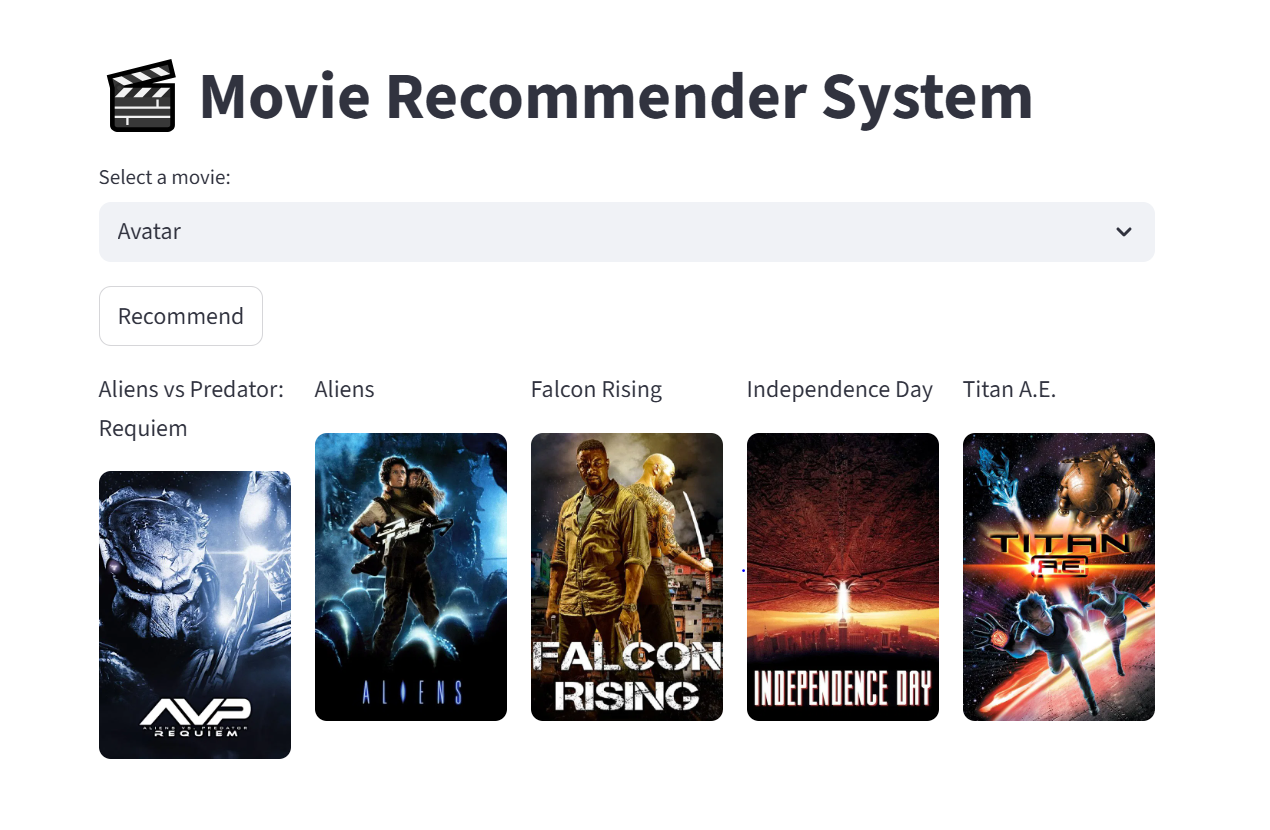 Movie Recommender System
Select a movie:
Avatar
Recommend
Aliens vs Predator:
Requiem
Aliens
Falcon Rising
Independence Day
Titan A.E.
AVP
ALIENS VS. PREDATOR
REQUIEM
ALIENS
FALCON
RISING
INDEPENDENCE DAY
TITAN
A.E.